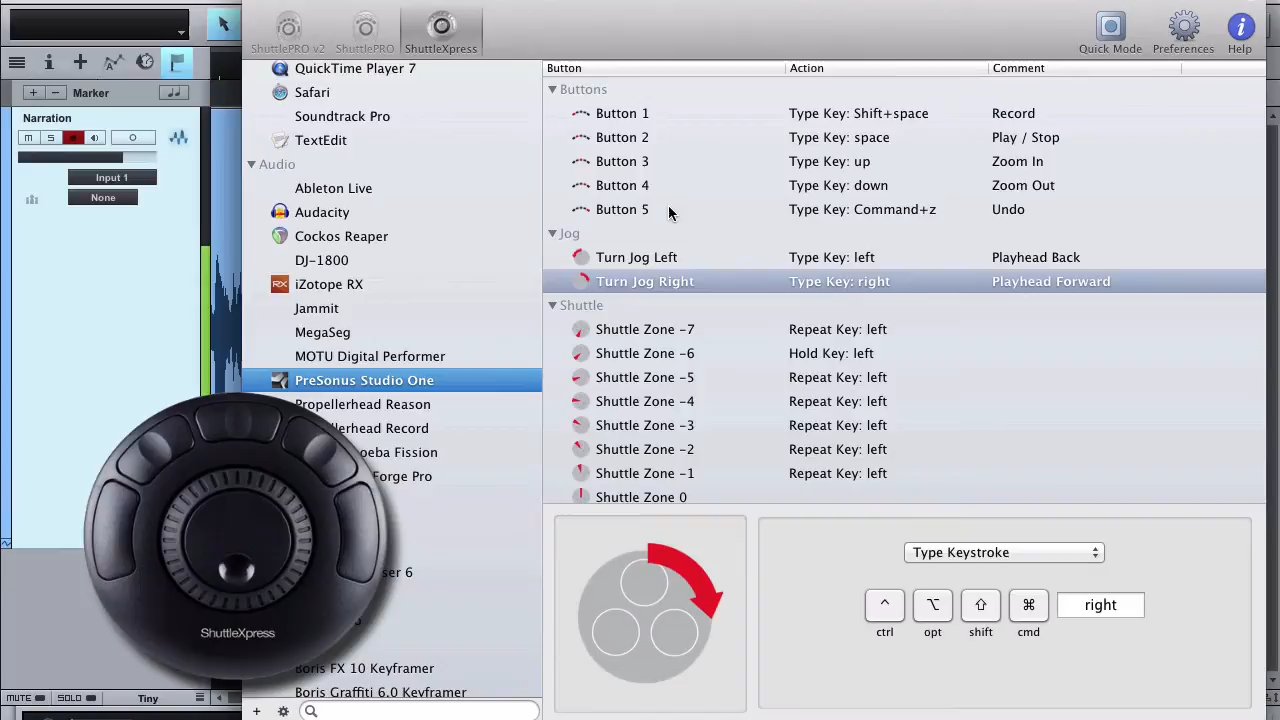 ShuttlePRO v2
ShuttlePRO
ShuttleXpress
Quick Mode
Preferences
Help
Marker
Narration
M
S
Input 1
None
QuickTime Player 7
Safari
Soundtrack Pro
TextEdit
Audio
Ableton Live
Audacity
Cockos Reaper
DJ-1800
RX
iZotope RX
Jammit
MegaSeg
MOTU Digital Performer
PreSonus Studio One
Propellerhead Reason
llerhead Record
oeba Fission
Forge Pro
ser 6
Boris FX 10 Keyframer
Boris Graffiti 6.0 Keyframer
Button Action Comment
Buttons
Button 1 Type Key: Shift+space Record
Button 2 Type Key: space Play / Stop
Button 3 Type Key: up Zoom In
Button 4 Type Key: down Zoom Out
Button 5 Type Key: Command+z Undo
Jog
Turn Jog Left Type Key: left Playhead Back
Turn Jog Right Type Key: right Playhead Forward
Shuttle
Shuttle Zone -7 Repeat Key: left
Shuttle Zone -6 Hold Key: left
Shuttle Zone -5 Repeat Key: left
Shuttle Zone -4 Repeat Key: left
Shuttle Zone -3 Repeat Key: left
Shuttle Zone -2 Repeat Key: left
Shuttle Zone -1 Repeat Key: left
Shuttle Zone 0
Type Keystroke
^ ⌥ ⇧ ⌘ right
ctrl opt shift cmd
ShuttleXpress
MUTE SOLO Tiny